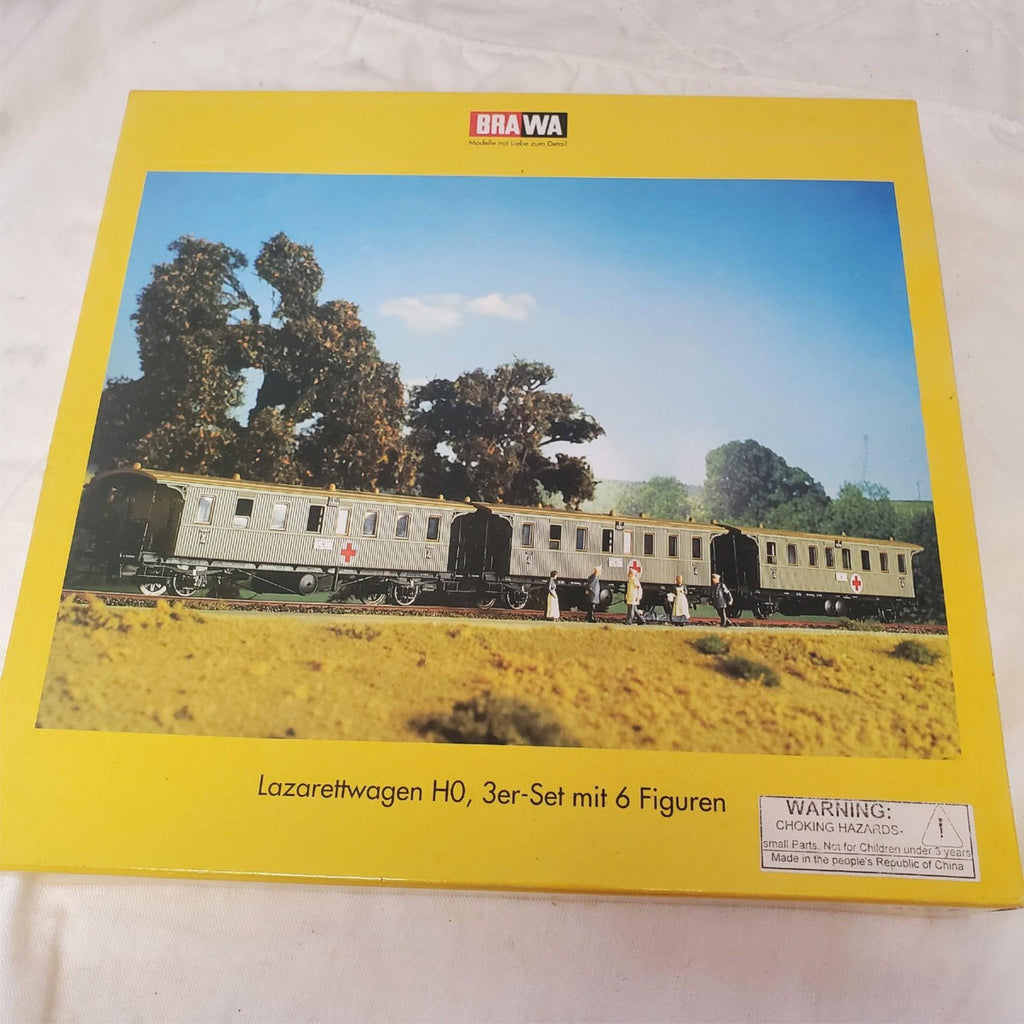 BRAWA
Modelle mit Liebe zum Detail
Lazarettwagen H0, 3er-Set mit 6 Figuren
WARNING:
CHOKING HAZARDS-
small Parts. Not for Children under 3 years
Made in the people's Republic of China